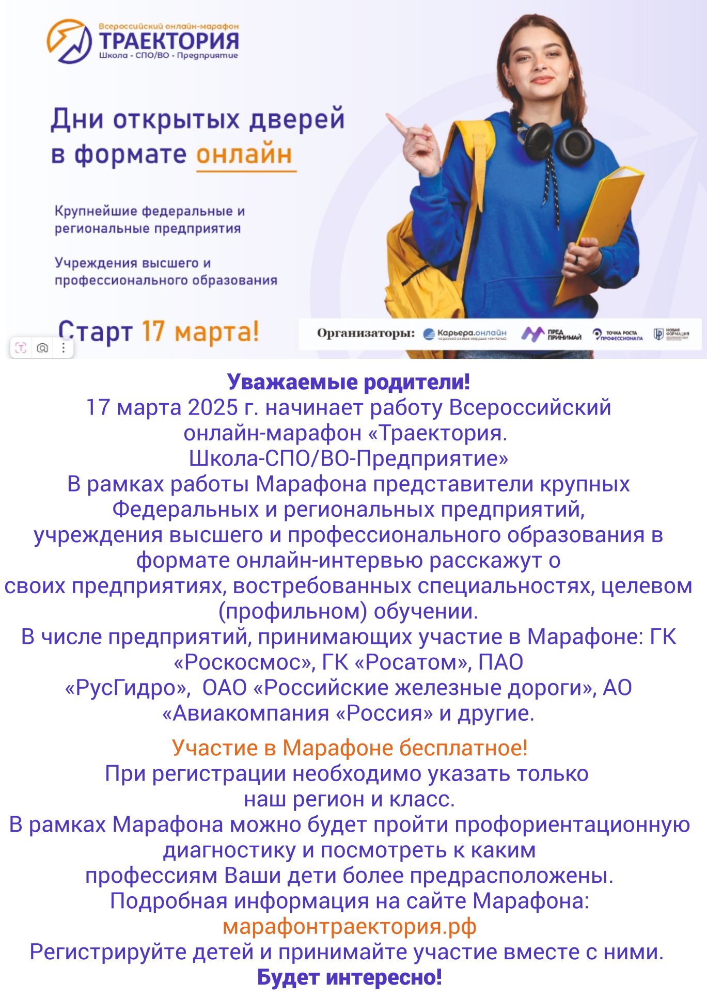 Всероссийский онлайн-марафон
ТРАЕКТОРИЯ
Школа - СПО/ВО - Предприятие
Дни открытых дверей
в формате онлайн
Крупнейшие федеральные и
региональные предприятия
Учреждения высшего и
профессионального образования
Старт 17 марта!
Организаторы:
Карьера.онлайн
кадровый резерв ведущих компаний
ПРЕД
ПРИНИМАЙ
ТОЧКА РОСТА
ПРОФЕССИОНАЛА
НОВАЯ
ФОРМАЦИЯ
Уважаемые родители!
17 марта 2025 г. начинает работу Всероссийский
онлайн-марафон «Траектория.
Школа-СПО/ВО-Предприятие»
В рамках работы Марафона представители крупных
Федеральных и региональных предприятий,
учреждения высшего и профессионального образования в
формате онлайн-интервью расскажут о
своих предприятиях, востребованных специальностях, целевом
(профильном) обучении.
В числе предприятий, принимающих участие в Марафоне: ГК
«Роскосмос», ГК «Росатом», ПАО
«РусГидро», ОАО «Российские железные дороги», АО
«Авиакомпания «Россия» и другие.
Участие в Марафоне бесплатное!
При регистрации необходимо указать только
наш регион и класс.
В рамках Марафона можно будет пройти профориентационную
диагностику и посмотреть к каким
профессиям Ваши дети более предрасположены.
Подробная информация на сайте Марафона:
марафонтраектория.рф
Регистрируйте детей и принимайте участие вместе с ними.
Будет интересно!